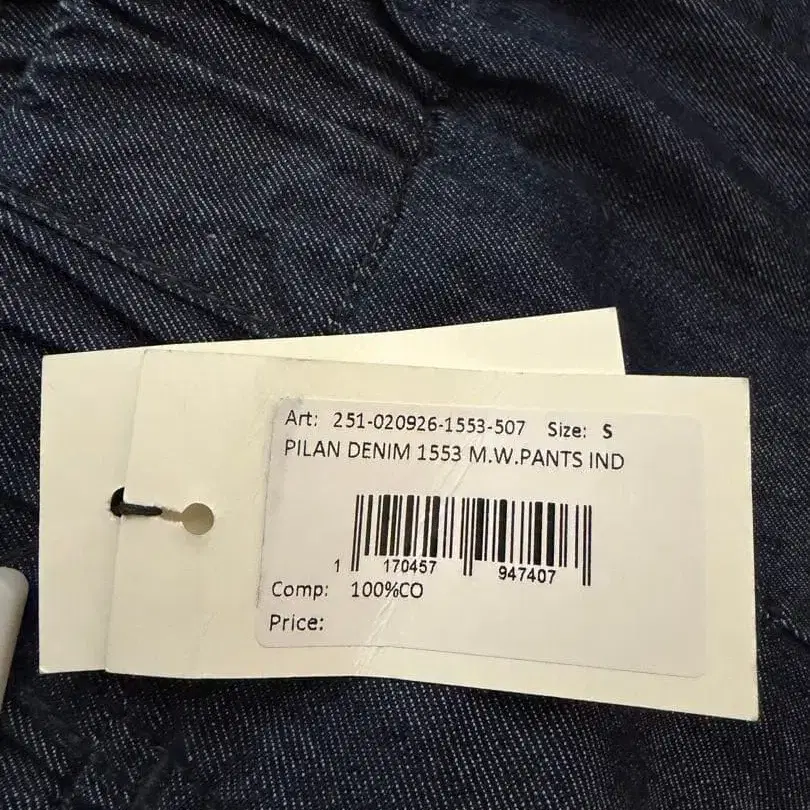 Art: 251-020926-1553-507 Size: S
PILAN DENIM 1553 M.W.PANTS IND
1 170457 947407
Comp: 100%CO
Price: